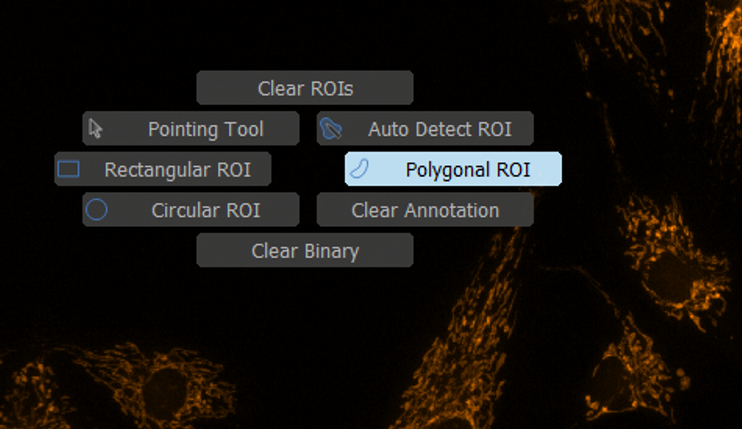 Clear ROIs
Pointing Tool
Auto Detect ROI
Rectangular ROI
Polygonal ROI
Circular ROI
Clear Annotation
Clear Binary